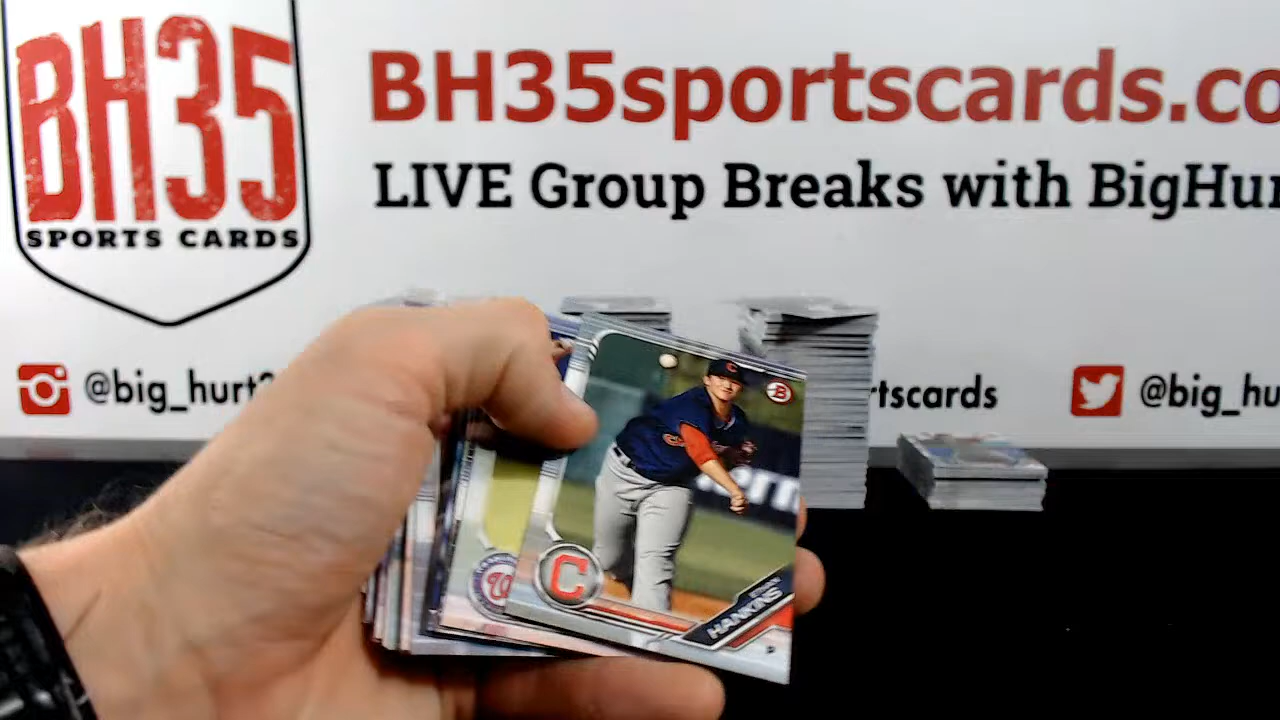 BH35
SPORTS CARDS
BH35sportscards.co
LIVE Group Breaks with BigHur
@big_hurt
rtscards
@big_hu
C
B
W
HANKINS
P